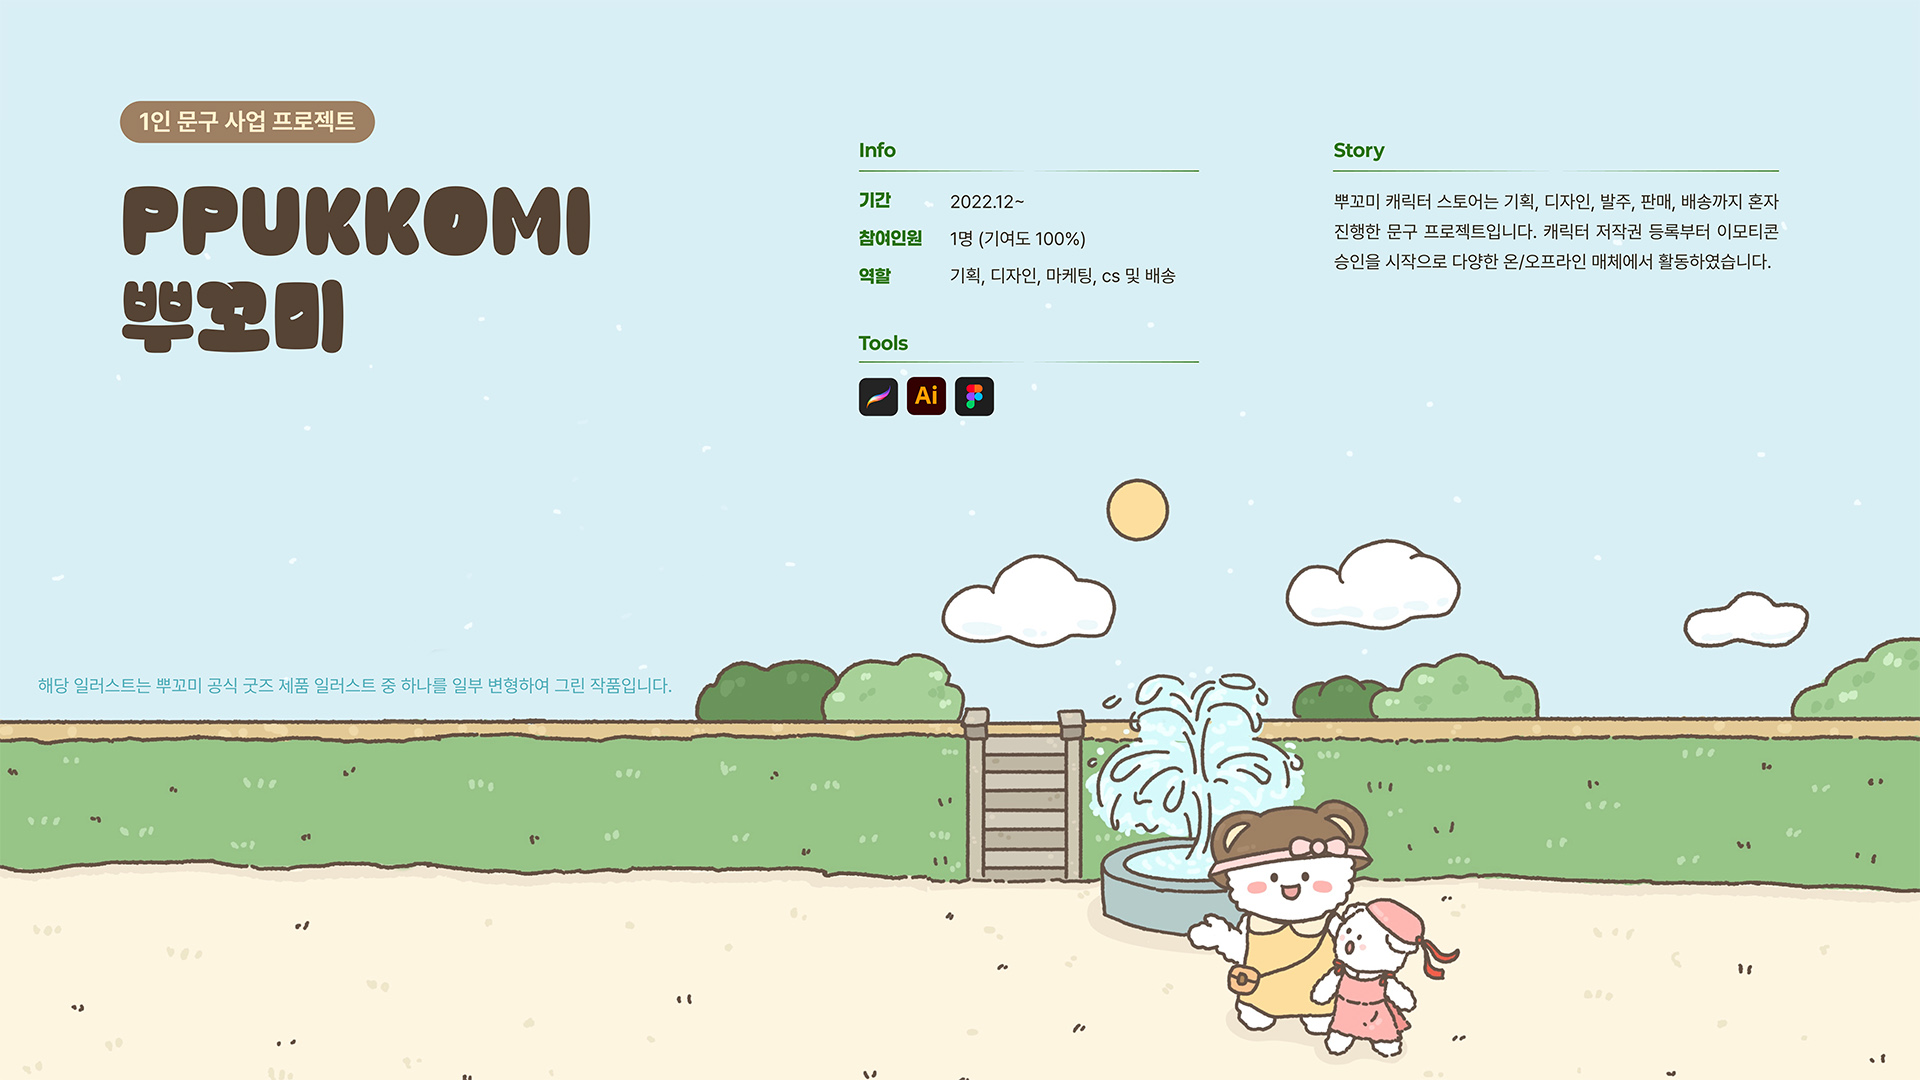 1인 문구 사업 프로젝트
PPUKKOMI
뿌꼬미
Info
기간 2022.12~
참여인원 1명 (기여도 100%)
역할 기획, 디자인, 마케팅, cs 및 배송
Tools
Ai
Story
뿌꼬미 캐릭터 스토어는 기획, 디자인, 발주, 판매, 배송까지 혼자
진행한 문구 프로젝트입니다. 캐릭터 저작권 등록부터 이모티콘
승인을 시작으로 다양한 온/오프라인 매체에서 활동하였습니다.
해당 일러스트는 뿌꼬미 공식 굿즈 제품 일러스트 중 하나를 일부 변형하여 그린 작품입니다.